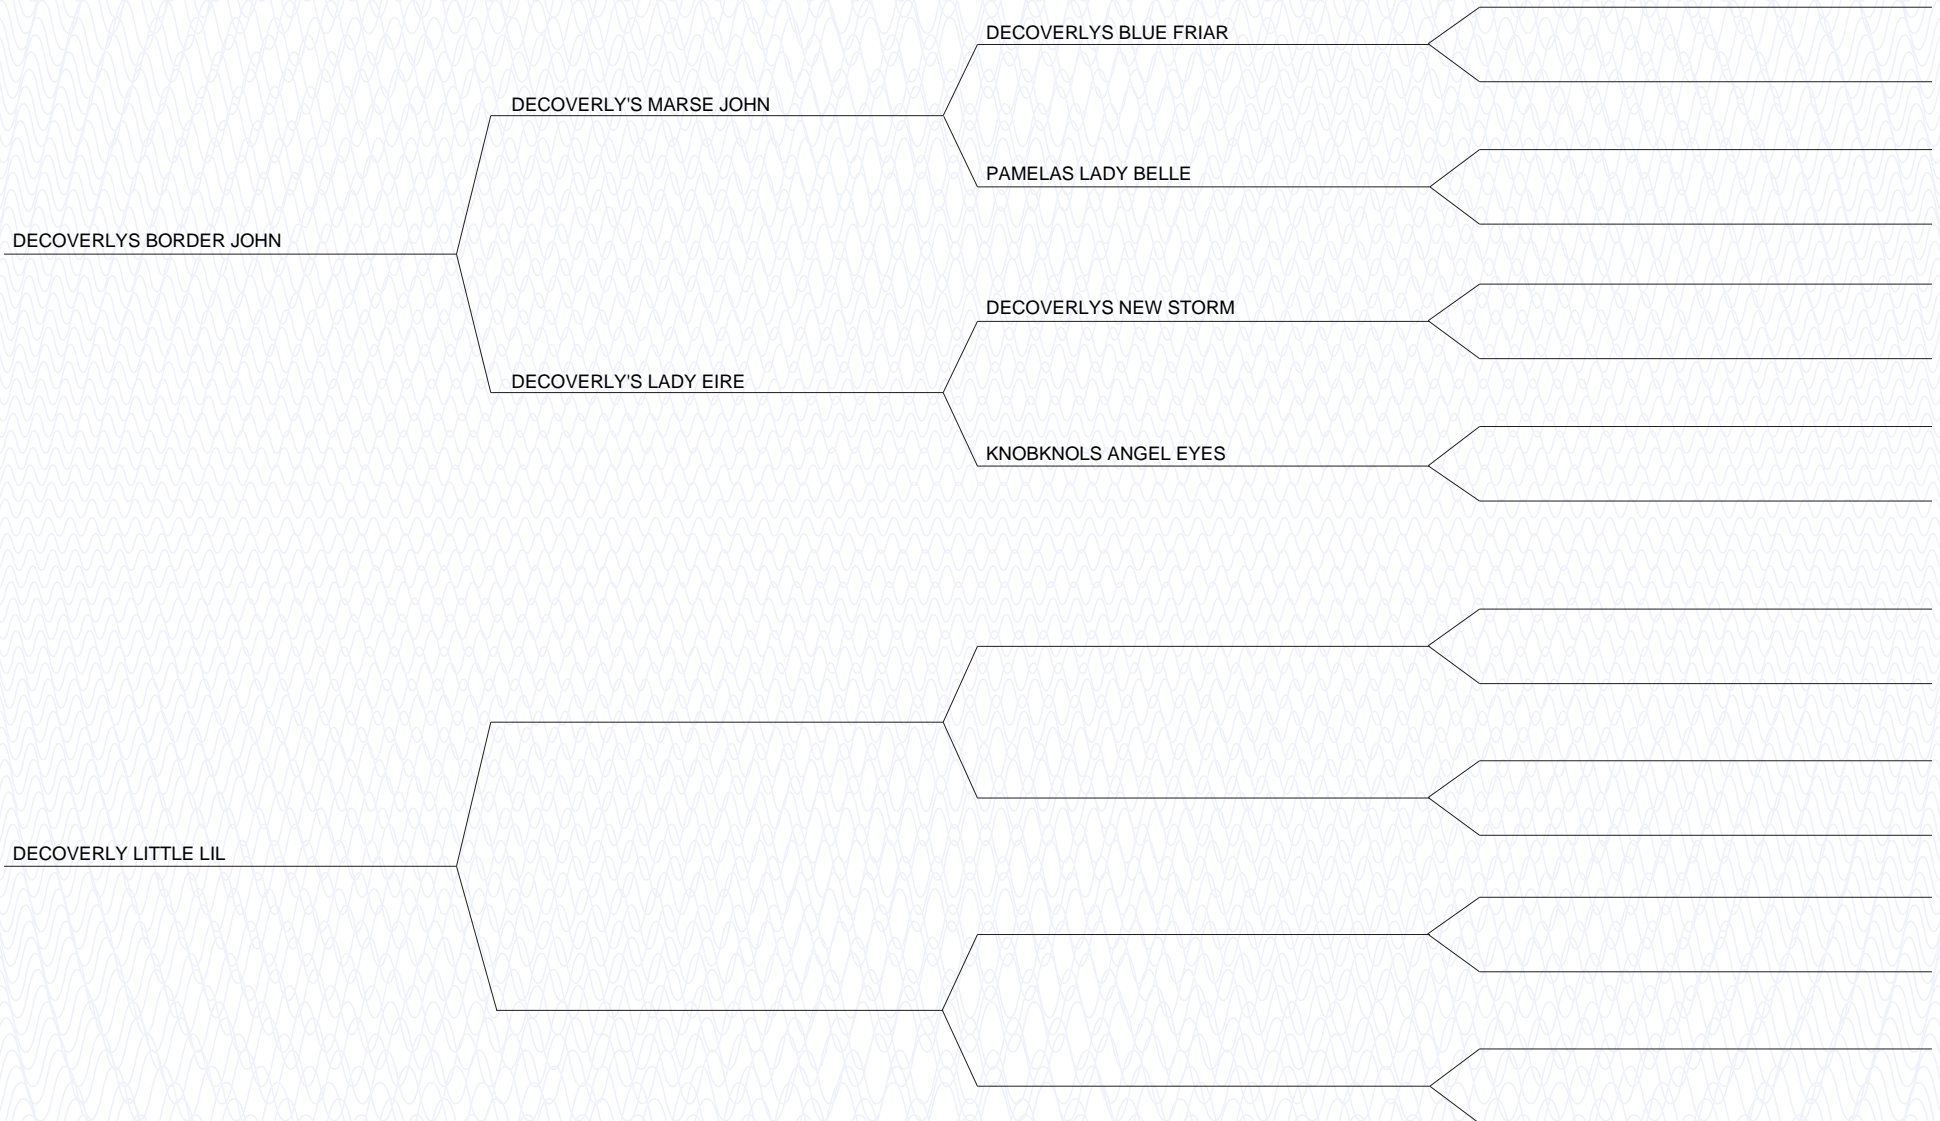 DECOVERLYS BLUE FRIAR
DECOVERLY'S MARSE JOHN
PAMELAS LADY BELLE
DECOVERLYS BORDER JOHN
DECOVERLYS NEW STORM
DECOVERLY'S LADY EIRE
KNOBKNOLS ANGEL EYES
DECOVERLY LITTLE LIL